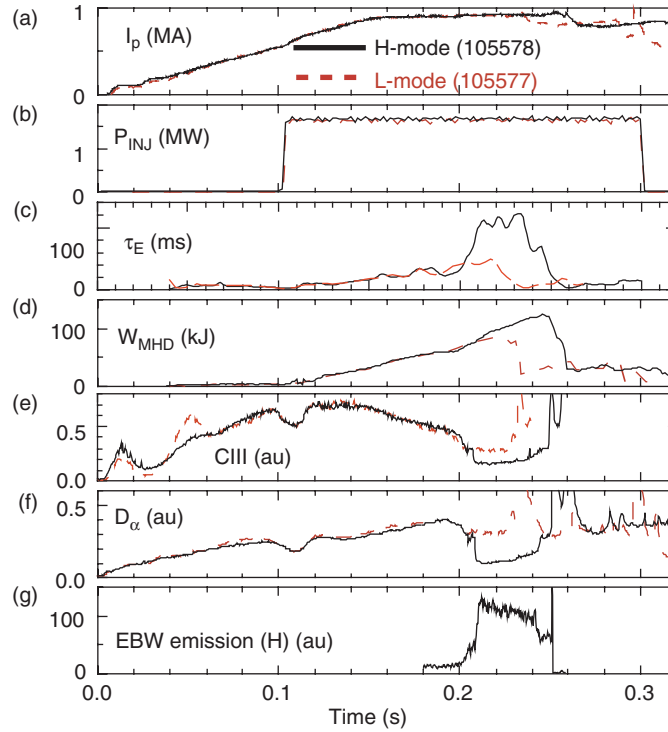 (a)
1
0
I_p (MA)
H-mode (105578)
L-mode (105577)
(b)
1
0
P_INJ (MW)
(c)
100
0
τ_E (ms)
(d)
100
0
W_MHD (kJ)
(e)
0.5
0.0
CIII (au)
(f)
0.5
0.0
D_α (au)
(g)
100
0
EBW emission (H) (au)
0.0 0.1 0.2 0.3
Time (s)